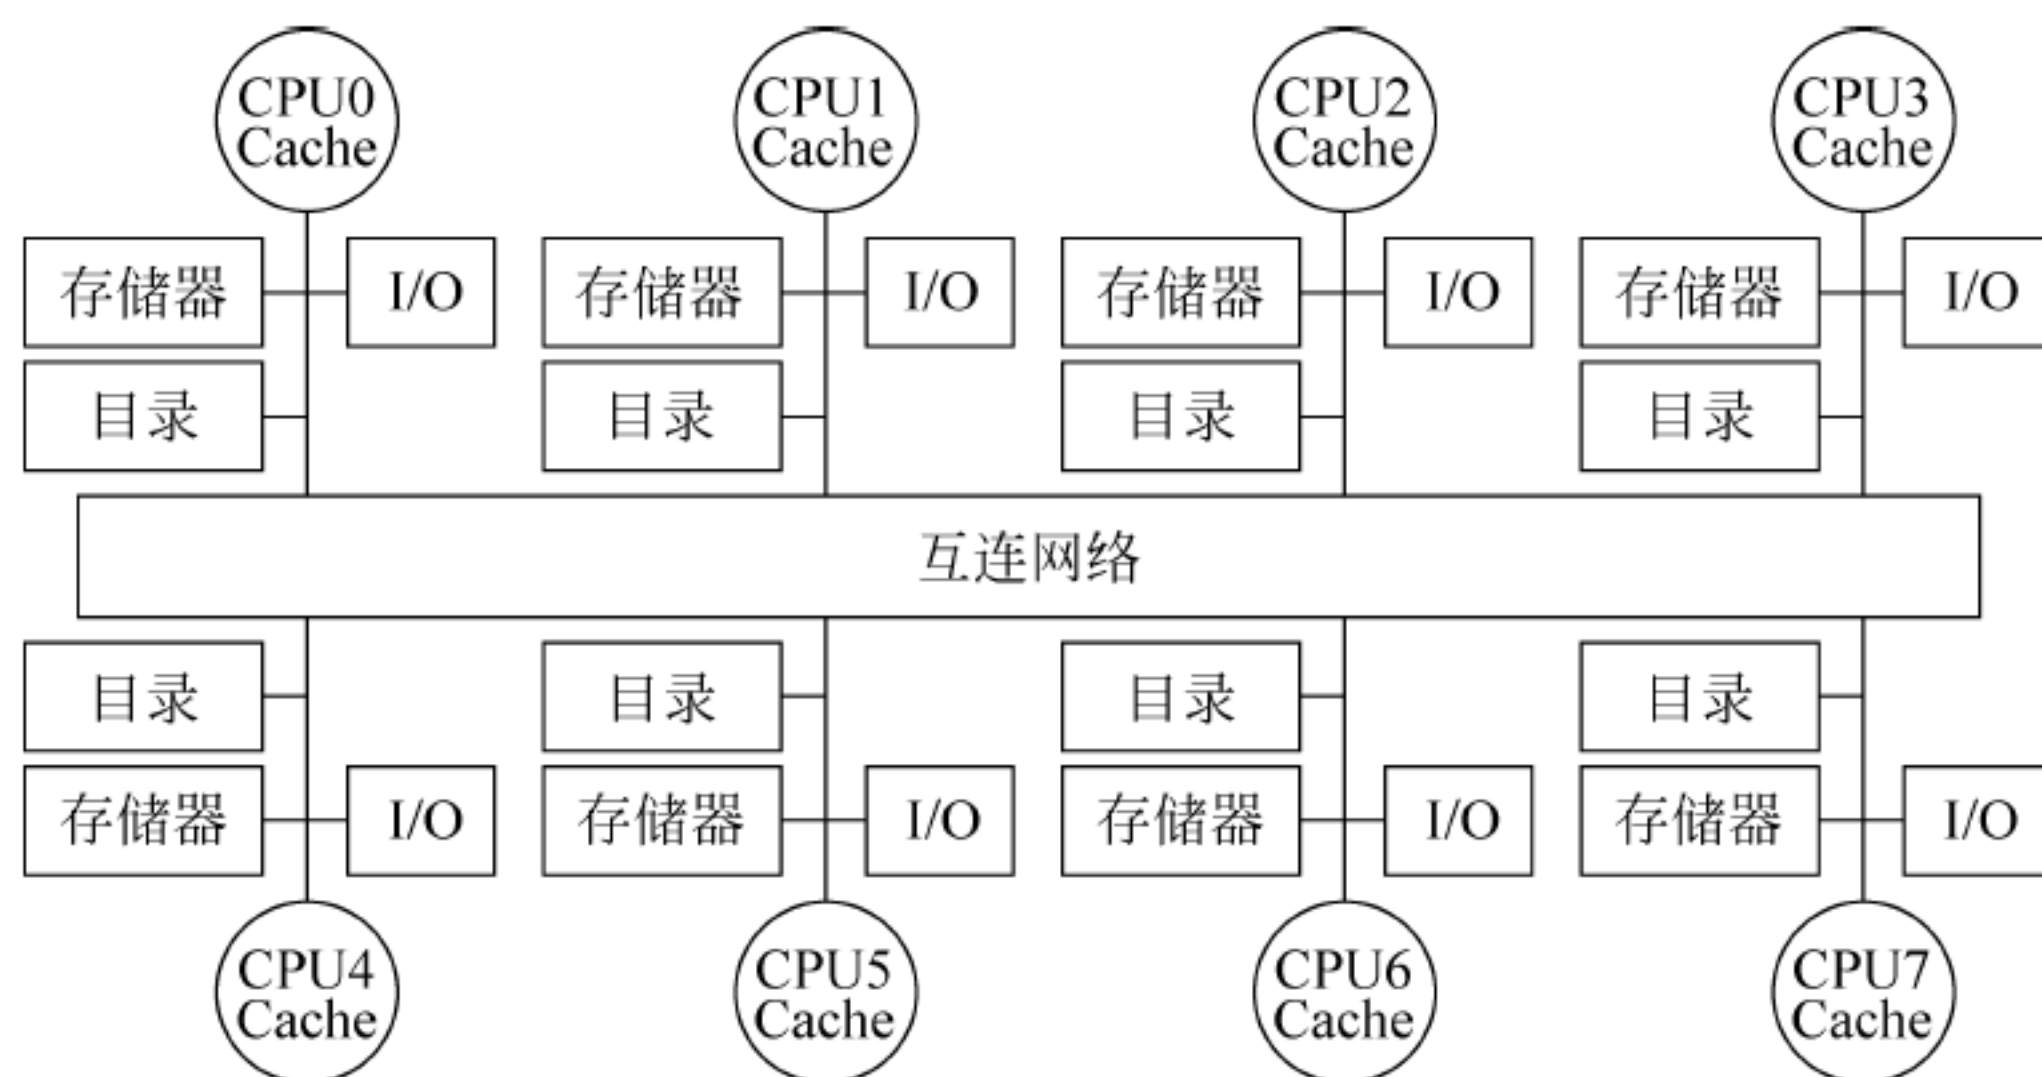 CPU0
Cache
CPU1
Cache
CPU2
Cache
CPU3
Cache
存储器
I/O
存储器
I/O
存储器
I/O
存储器
I/O
目录
目录
目录
目录
互连网络
目录
目录
目录
目录
存储器
I/O
存储器
I/O
存储器
I/O
存储器
I/O
CPU4
Cache
CPU5
Cache
CPU6
Cache
CPU7
Cache